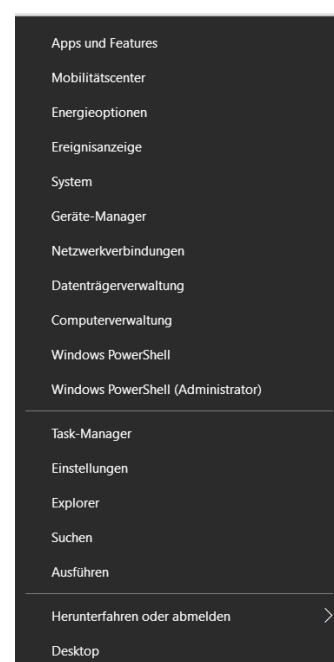 Apps und Features
Mobilitätscenter
Energieoptionen
Ereignisanzeige
System
Geräte-Manager
Netzwerkverbindungen
Datenträgerverwaltung
Computerverwaltung
Windows PowerShell
Windows PowerShell (Administrator)
Task-Manager
Einstellungen
Explorer
Suchen
Ausführen
Herunterfahren oder abmelden
Desktop